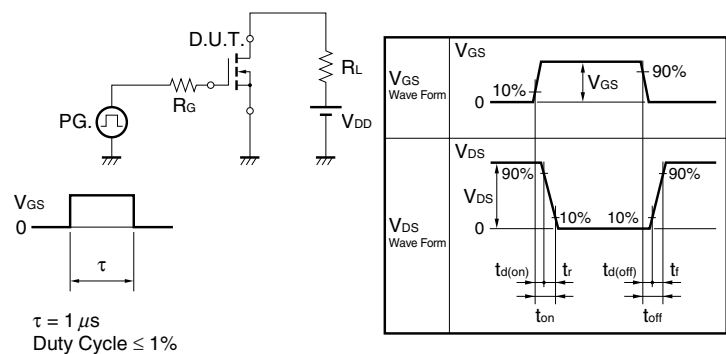 D.U.T.
RL
RG
PG.
VDD
VGS
0
τ
τ = 1 μs
Duty Cycle ≤ 1%
VGS
Wave Form
VGS
10%
VGS
90%
0
VDS
Wave Form
VDS
90%
VDS
10%
10%
90%
0
td(on)
tr
td(off)
tf
ton
toff